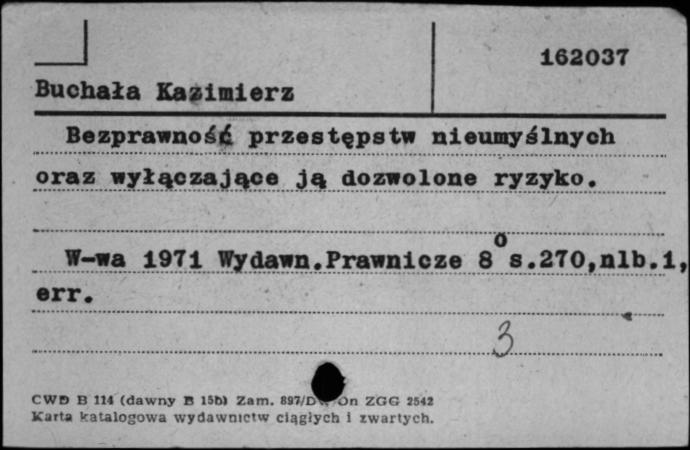 162037
Buchała Kazimierz
Bezprawność przestępstw nieumyślnych
oraz wyłączające ją dozwolone ryzyko.
W-wa 1971 Wydawn.Prawnicze 8° s.270,nlb.1,
err.
3
CWD B 114 (dawny B 15b) Zam. 897/D On ZGG 2542
Karta katalogowa wydawnictw ciągłych i zwartych.